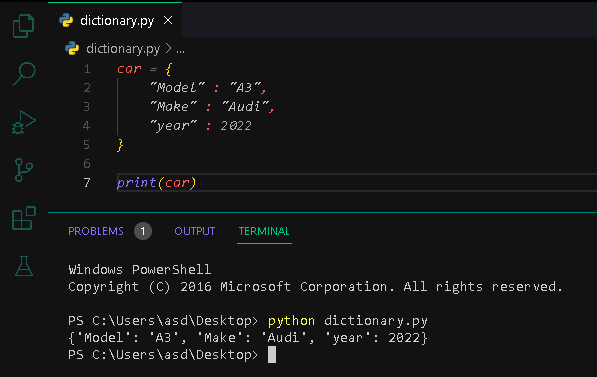 dictionary.py ×
dictionary.py > ...
1 car = {
2 "Model" : "A3",
3 "Make" : "Audi",
4 "year" : 2022
5 }
6
7 print(car)
PROBLEMS 1 OUTPUT TERMINAL
Windows PowerShell
Copyright (C) 2016 Microsoft Corporation. All rights reserved.
PS C:\Users\asd\Desktop> python dictionary.py
{'Model': 'A3', 'Make': 'Audi', 'year': 2022}
PS C:\Users\asd\Desktop>